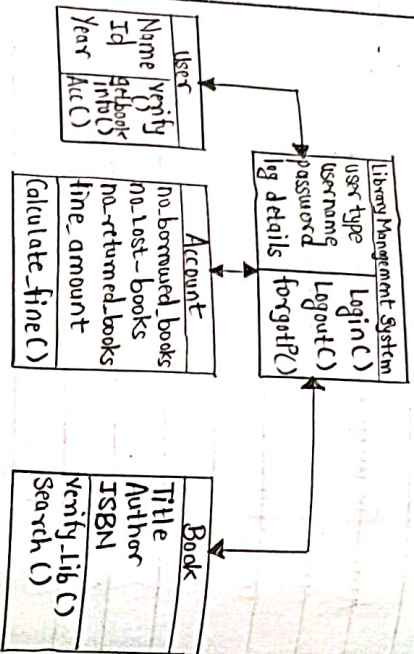 Library Management System
user type
username
password
log details
Login()
Logout()
forgotP()
User
Name
Id
Year
verify
()
getbook
info()
Acc()
Account
no_borrowed_books
no_lost_books
no_returned_books
fine_amount
Calculate_fine()
Book
Title
Author
ISBN
Verify_Lib()
Search()